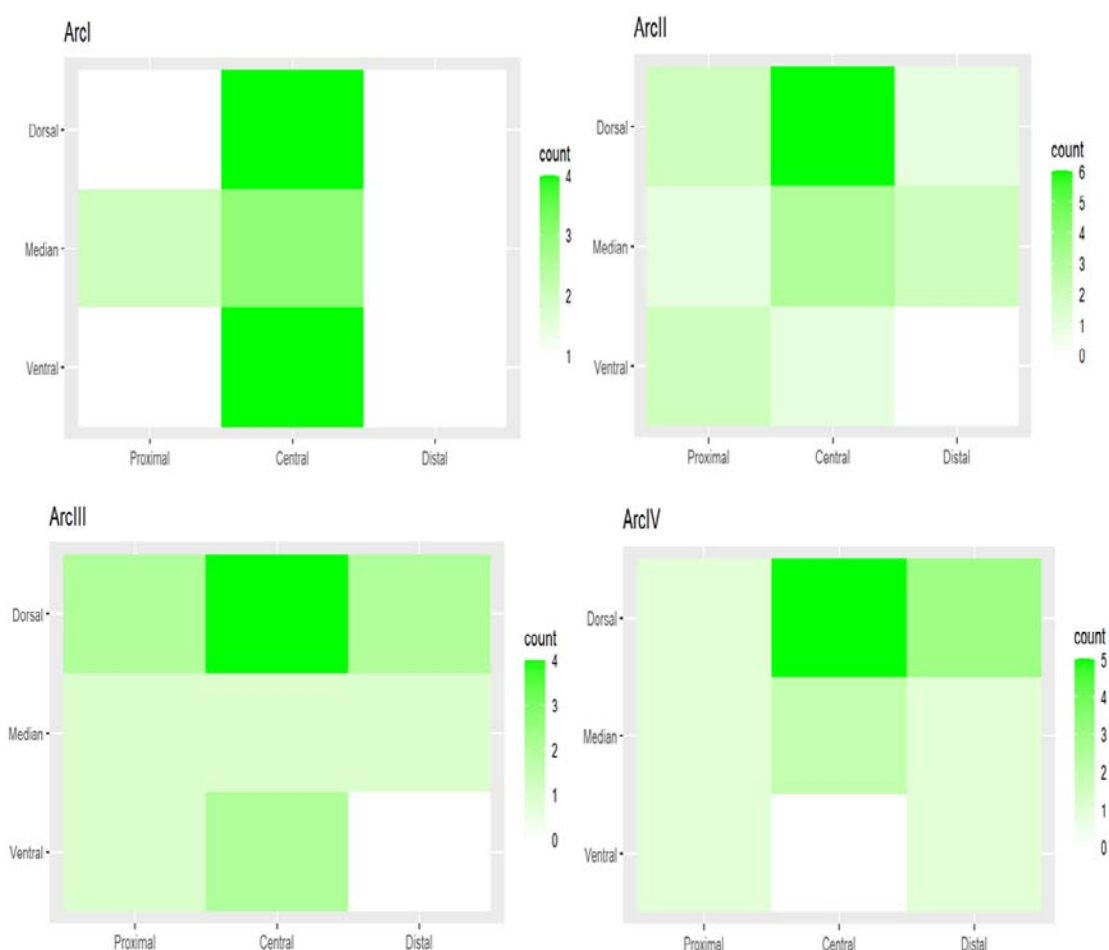 ArcI
Dorsal
Median
Ventral
Proximal Central Distal
count
4
3
2
1
ArcII
Dorsal
Median
Ventral
Proximal Central Distal
count
6
5
4
3
2
1
0
ArcIII
Dorsal
Median
Ventral
Proximal Central Distal
count
4
3
2
1
0
ArcIV
Dorsal
Median
Ventral
Proximal Central Distal
count
5
4
3
2
1
0